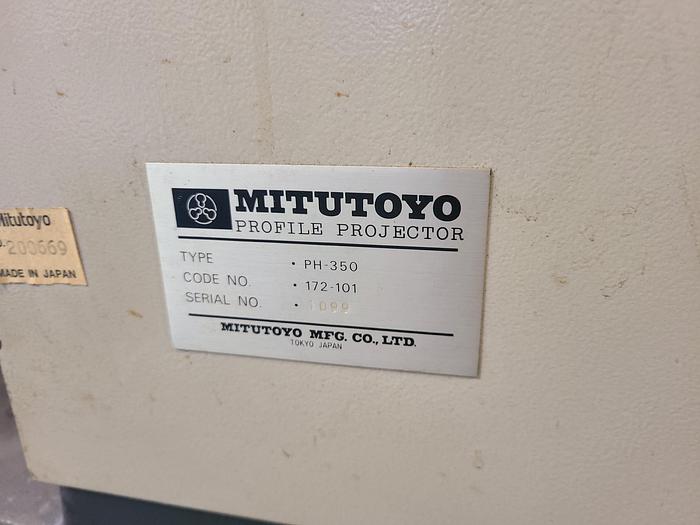 MITUTOYO
PROFILE PROJECTOR
TYPE • PH-350
CODE NO. • 172-101
SERIAL NO. • 1099
MITUTOYO MFG. CO., LTD.
TOKYO JAPAN
Mitutoyo
200669
MADE IN JAPAN